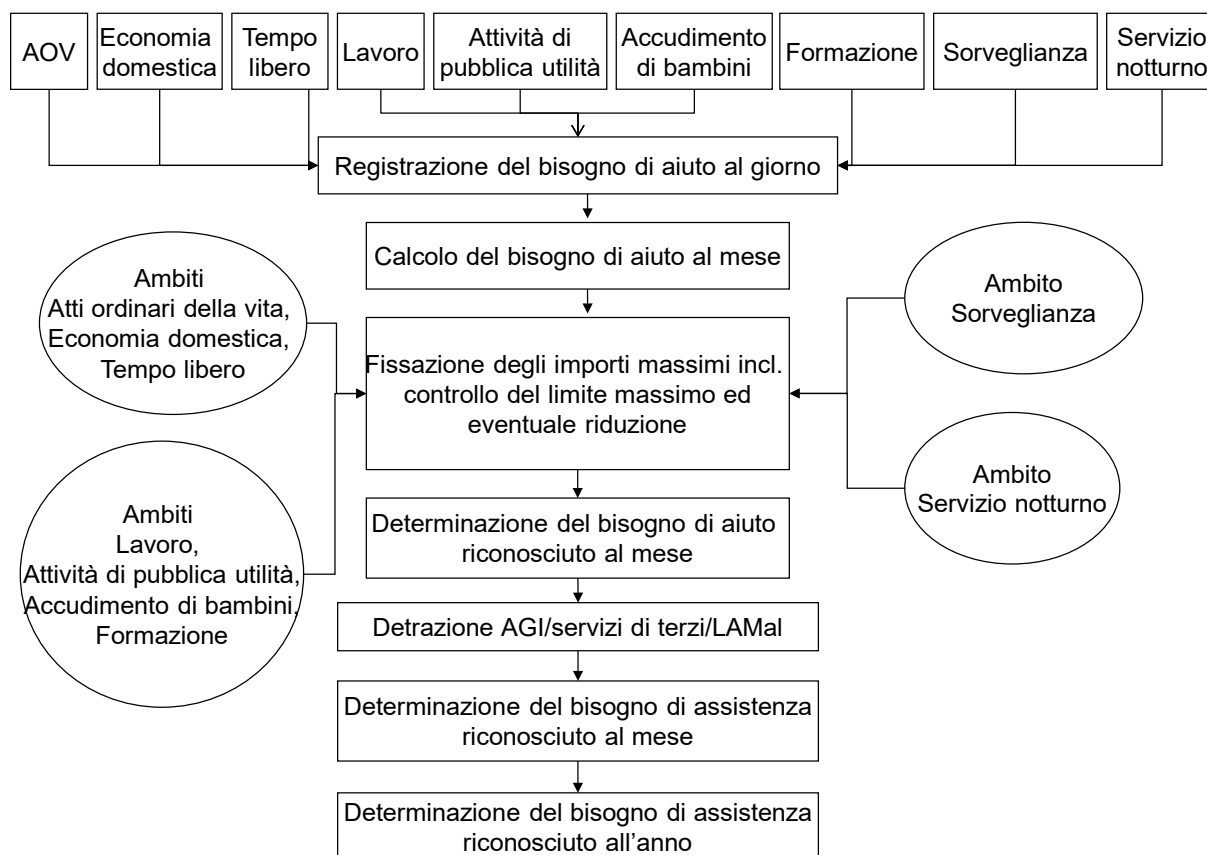 AOV
Economia
domestica
Tempo
libero
Lavoro
Attività di
pubblica utilità
Accudimento
di bambini
Formazione
Sorveglianza
Servizio
notturno
Registrazione del bisogno di aiuto al giorno
Calcolo del bisogno di aiuto al mese
Ambiti
Atti ordinari della vita,
Economia domestica,
Tempo libero
Ambito
Sorveglianza
Fissazione degli importi massimi incl.
controllo del limite massimo ed
eventuale riduzione
Ambiti
Lavoro,
Attività di pubblica utilità,
Accudimento di bambini,
Formazione
Ambito
Servizio notturno
Determinazione del bisogno di aiuto
riconosciuto al mese
Detrazione AGI/servizi di terzi/LAMal
Determinazione del bisogno di assistenza
riconosciuto al mese
Determinazione del bisogno di assistenza
riconosciuto all'anno